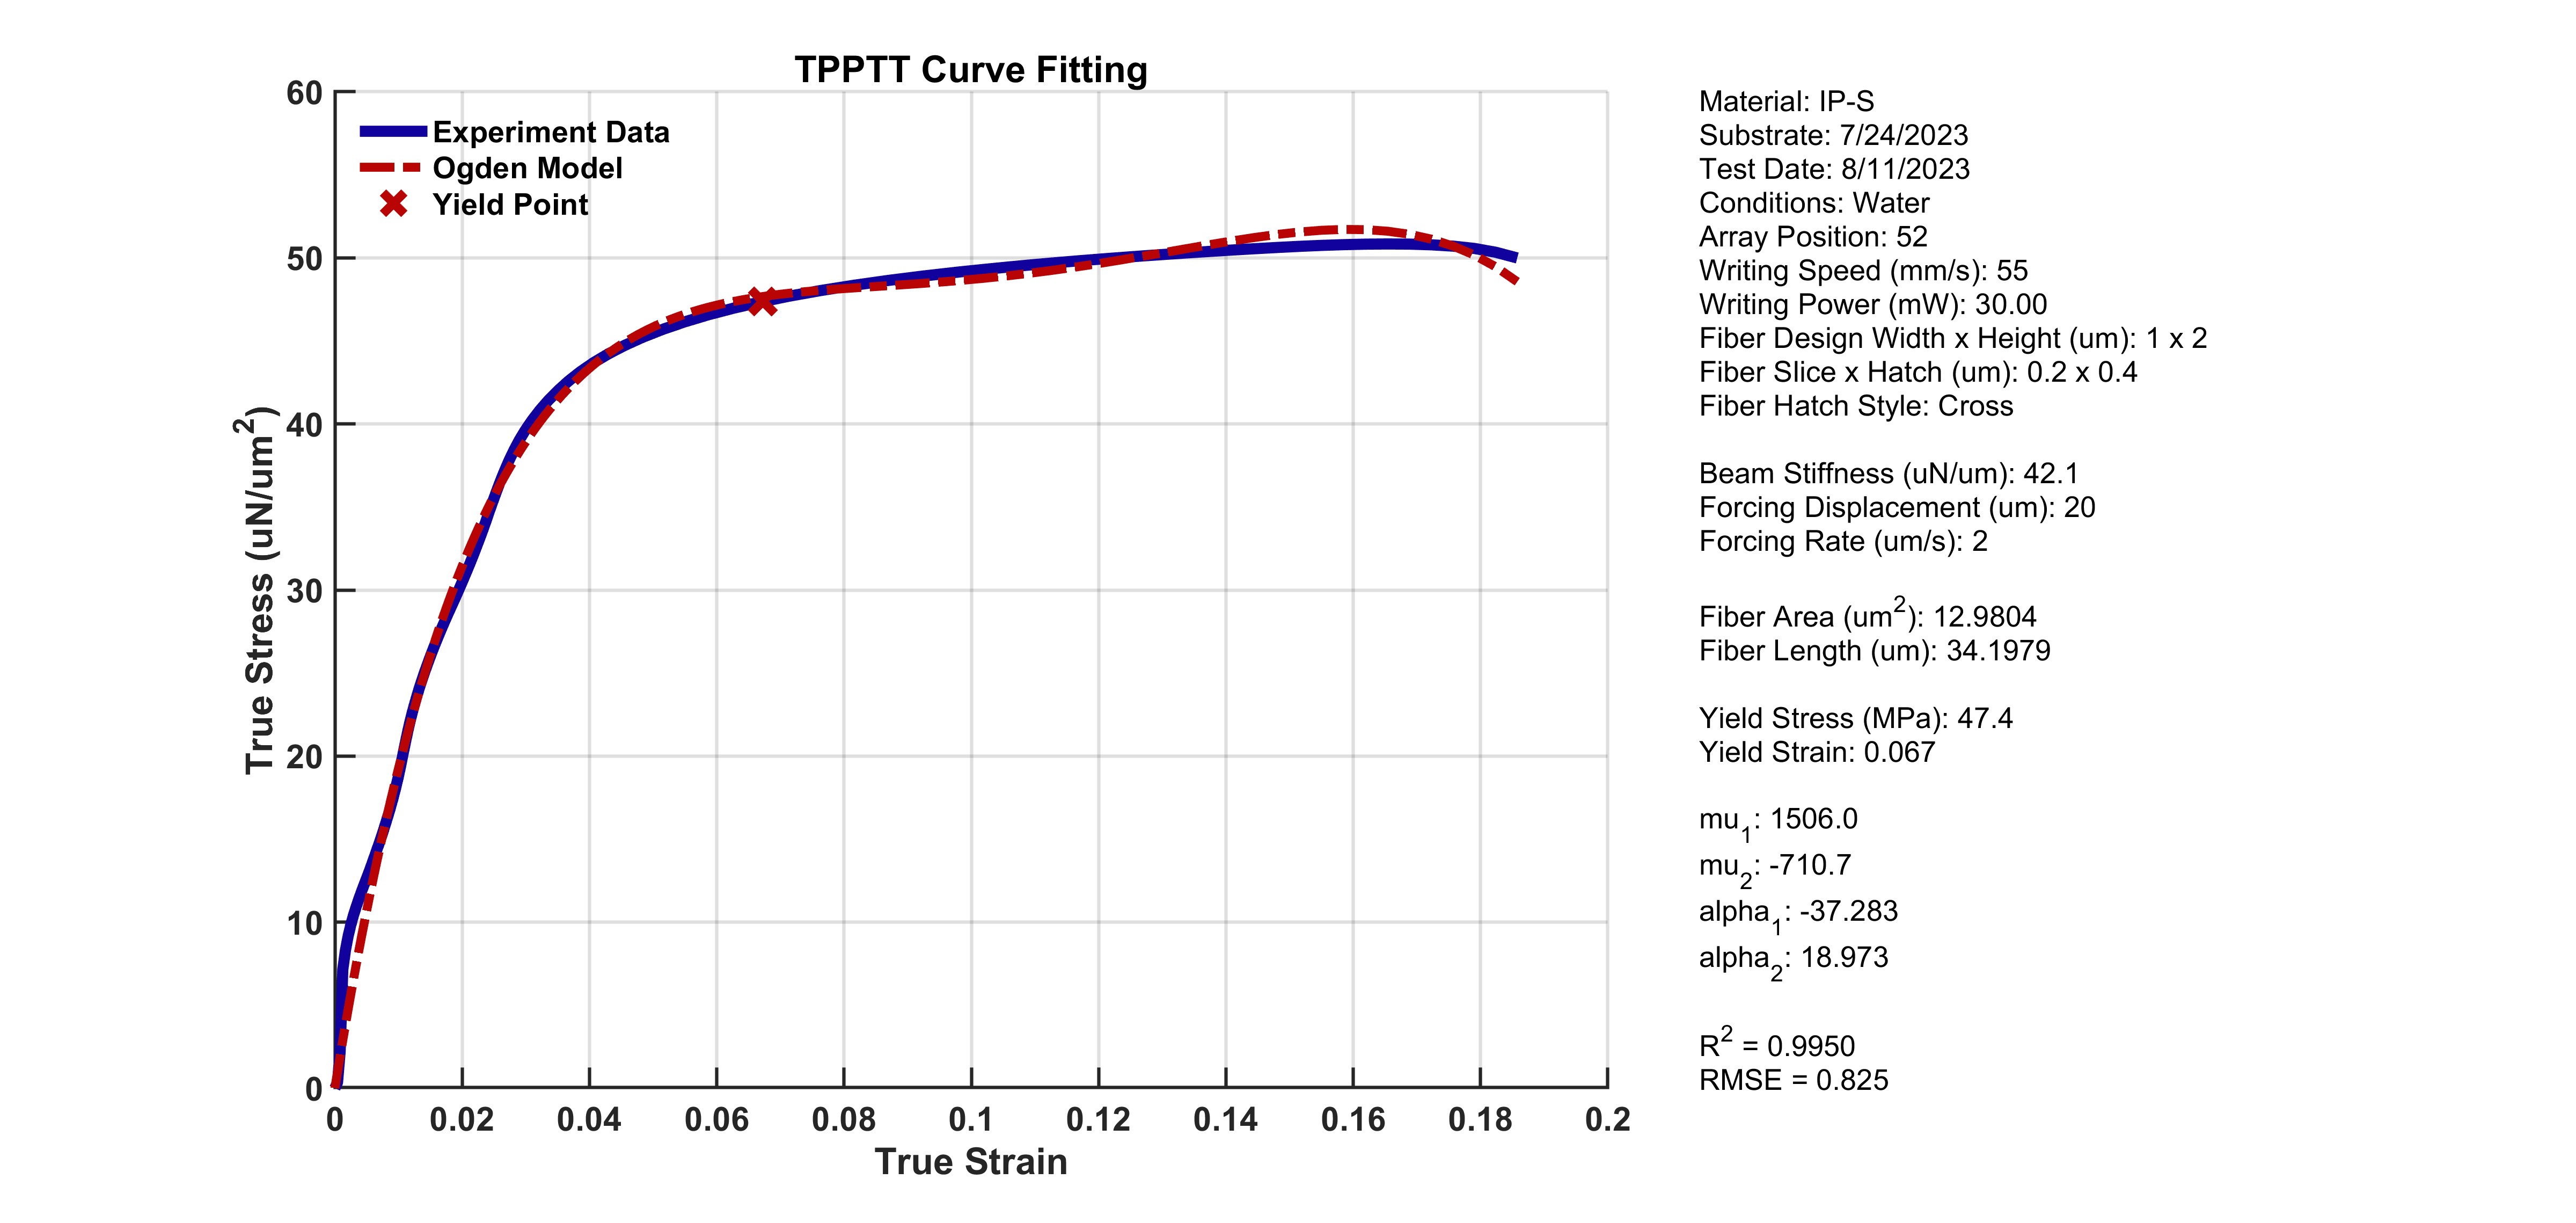 TPPTT Curve Fitting
60
50
40
30
20
10
0
True Stress (uN/um²)
Experiment Data
Ogden Model
Yield Point
0 0.02 0.04 0.06 0.08 0.1 0.12 0.14 0.16 0.18 0.2
True Strain
Material: IP-S
Substrate: 7/24/2023
Test Date: 8/11/2023
Conditions: Water
Array Position: 52
Writing Speed (mm/s): 55
Writing Power (mW): 30.00
Fiber Design Width x Height (um): 1 x 2
Fiber Slice x Hatch (um): 0.2 x 0.4
Fiber Hatch Style: Cross
Beam Stiffness (uN/um): 42.1
Forcing Displacement (um): 20
Forcing Rate (um/s): 2
Fiber Area (um²): 12.9804
Fiber Length (um): 34.1979
Yield Stress (MPa): 47.4
Yield Strain: 0.067
mu₁: 1506.0
mu₂: -710.7
alpha₁: -37.283
alpha₂: 18.973
R² = 0.9950
RMSE = 0.825